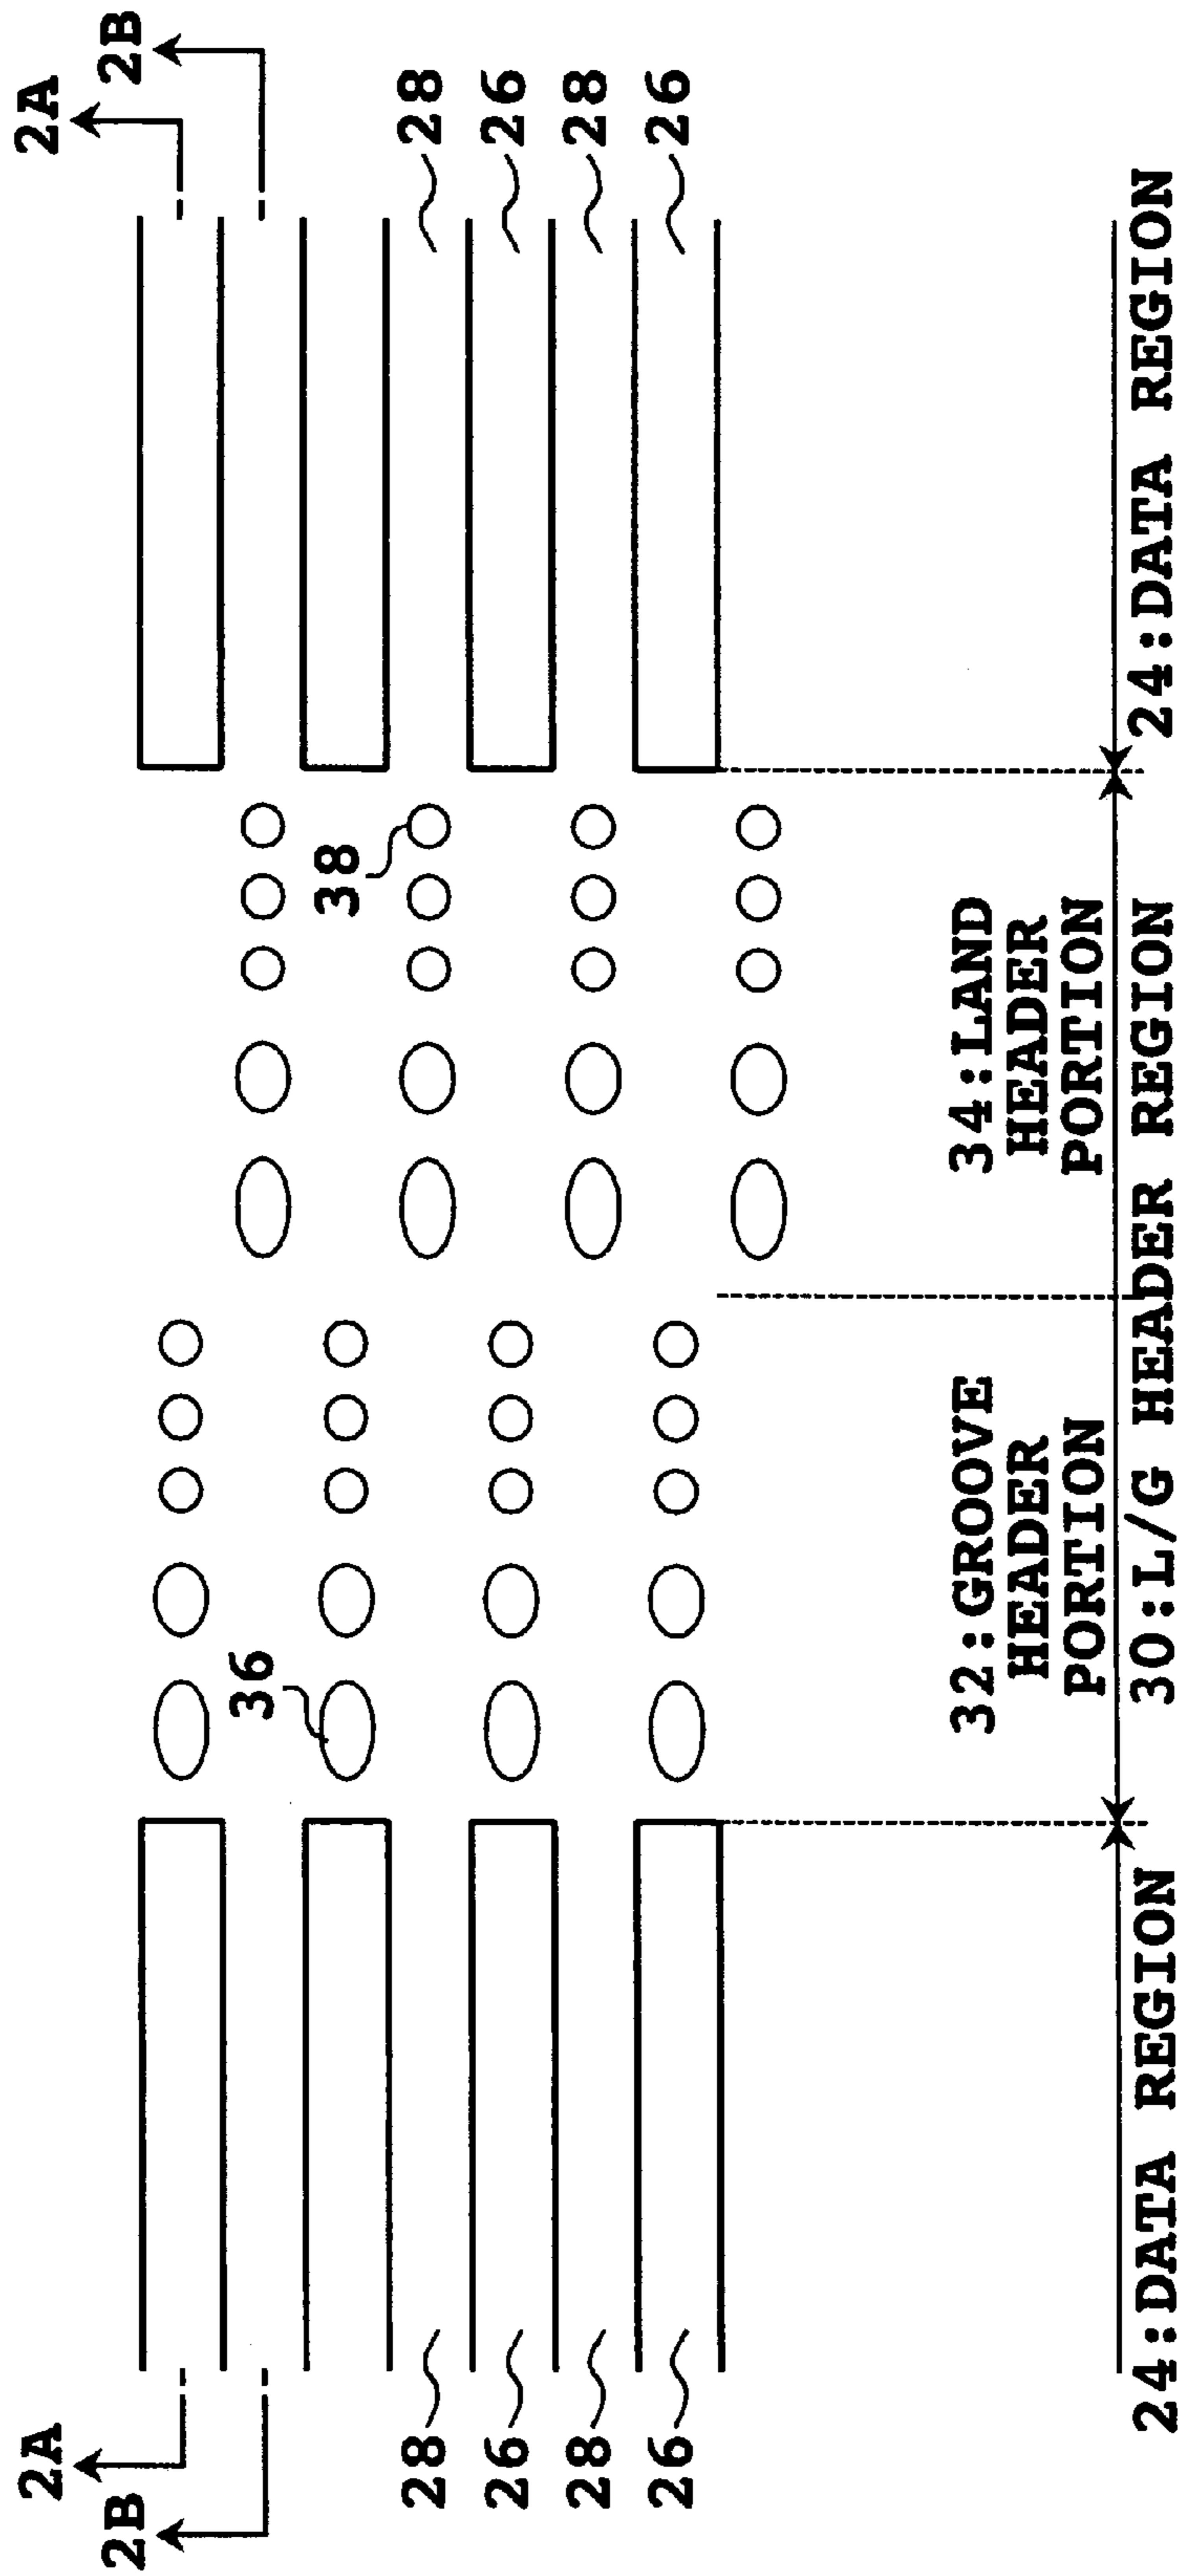 2A
2A
2B
2B
36
38
28
28
26
26
28
28
26
26
32:GROOVE
HEADER
PORTION
34:LAND
HEADER
PORTION
24:DATA REGION
30:L/G HEADER REGION
24:DATA REGION